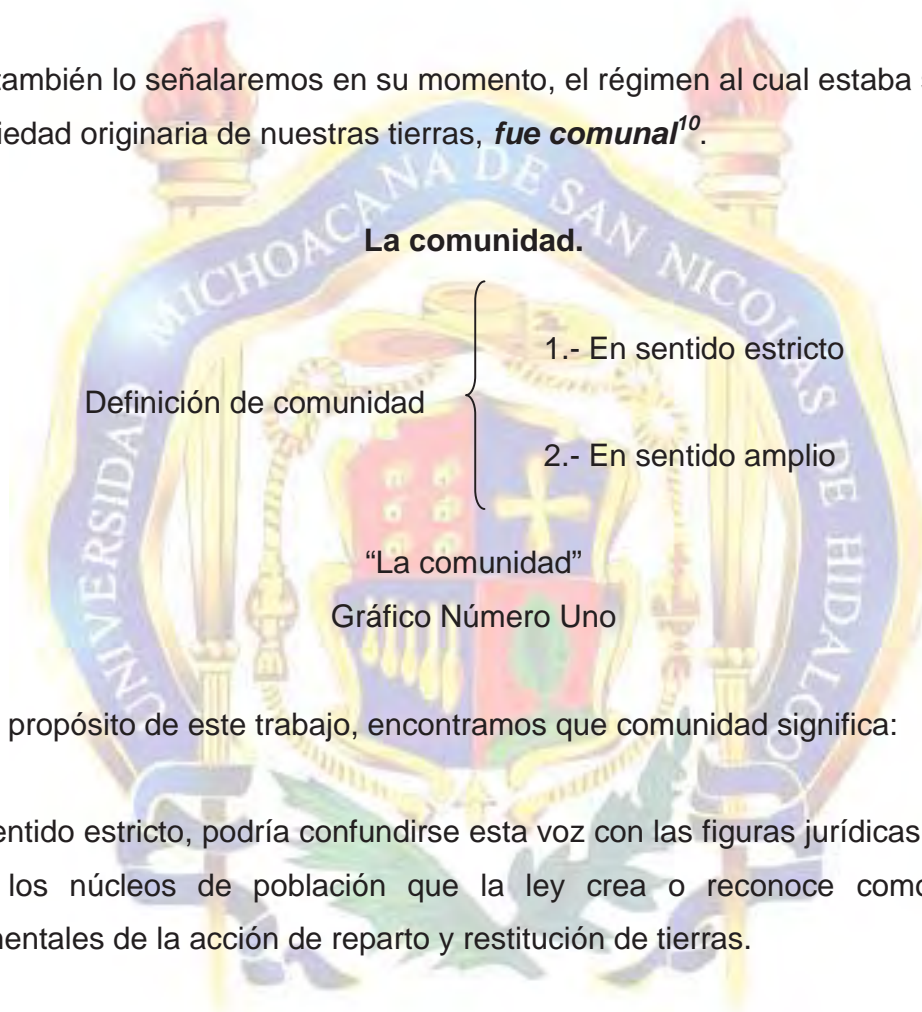 también lo señalaremos en su momento, el régimen al cual estaba
iedad originaria de nuestras tierras, fue comunal10.
UNIVERSIDAD MICHOACANA DE SAN NICOLAS DE HIDALGO
La comunidad.
Definición de comunidad
1.- En sentido estricto
2.- En sentido amplio
“La comunidad”
Gráfico Número Uno
propósito de este trabajo, encontramos que comunidad significa:
entido estricto, podría confundirse esta voz con las figuras jurídicas
los núcleos de población que la ley crea o reconoce como
mentales de la acción de reparto y restitución de tierras.